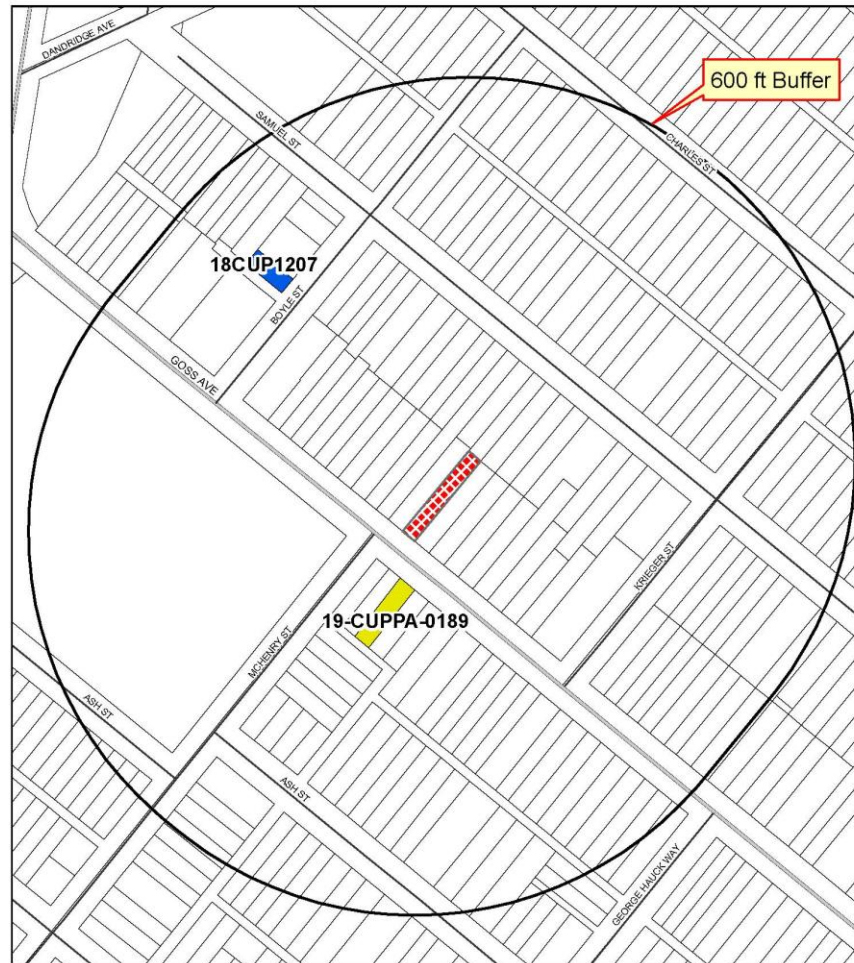 DANDRIDGE AVE
600 ft Buffer
SAMUEL ST
CHARLES ST
18CUP1207
BOYLE ST
GOSS AVE
KRIEGER ST
19-CUPPA-0189
MCHENRY ST
ASH ST
ASH ST
GEORGE HAUCK WAY